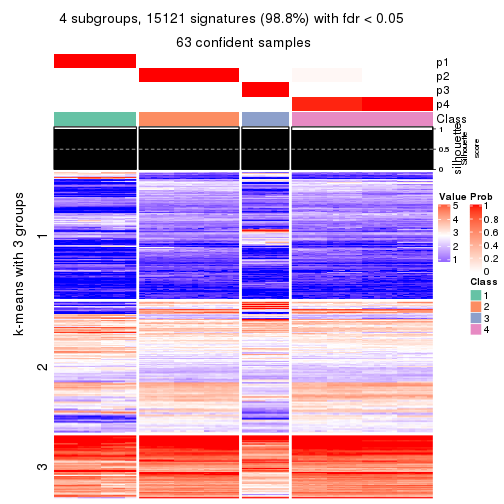 4 subgroups, 15121 signatures (98.8%) with fdr < 0.05
63 confident samples
p1
p2
p3
p4
Class
silhouette
Silhouette
score
1
0.5
0
k-means with 3 groups
1
2
3
Value
5
4
3
2
1
Prob
1
0.8
0.6
0.4
0.2
0
Class
1
2
3
4